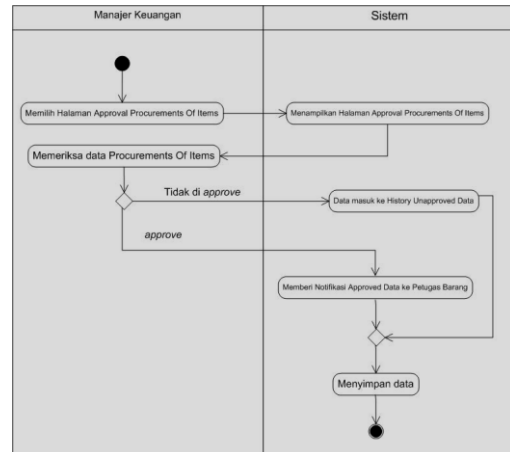 Manajer Keuangan
Sistem
Memilih Halaman Approval Procurements Of Items
Menampilkan Halaman Approval Procurements Of Items
Memeriksa data Procurements Of Items
Tidak di approve
Data masuk ke History Unapproved Data
approve
Memberi Notifikasi Approved Data ke Petugas Barang
Menyimpan data